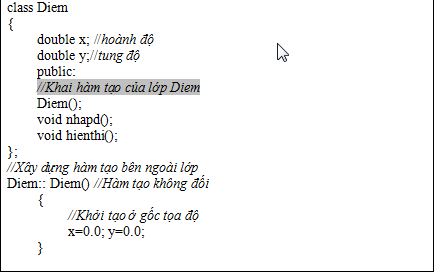 class Diem
{
double x; //hoành độ
double y;//tung độ
public:
//Khai hàm tạo của lớp Diem
Diem();
void nhapd();
void hienthi();
};
//Xây dựng hàm tạo bên ngoài lớp
Diem:: Diem() //Hàm tạo không đối
{
//Khởi tạo ở gốc tọa độ
x=0.0; y=0.0;
}